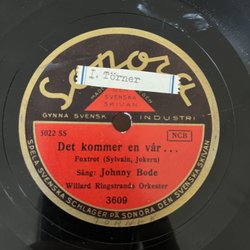 Sonora
I. Törner
SVENSKA
SKIVAN
GYNNA SVENSK INDUSTRI
5022 SS
NCB
Det kommer en vår...
Foxtrot (Sylvain, Jokern)
Sång: Johnny Bode
Willard Ringstrands Orkester
3609
SPELA SVENSKA SCHLAGER PÅ SONORA DEN SVENSKA SKIVAN